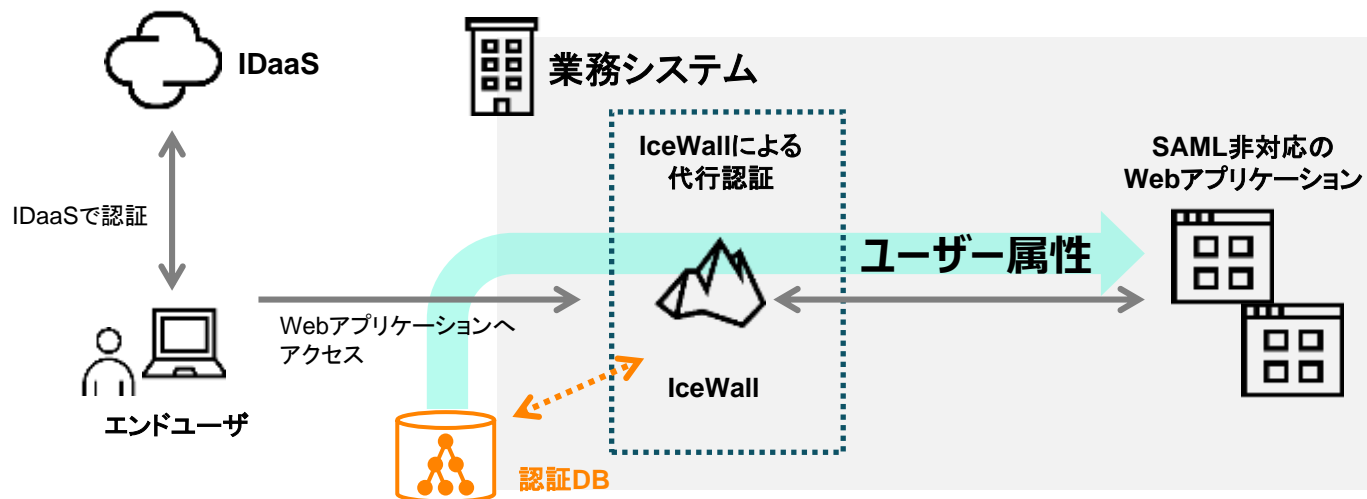 IDaaS
業務システム
IceWallによる
代行認証
SAML非対応の
Webアプリケーション
IDaaSで認証
ユーザー属性
Webアプリケーションへ
アクセス
IceWall
エンドユーザ
認証DB